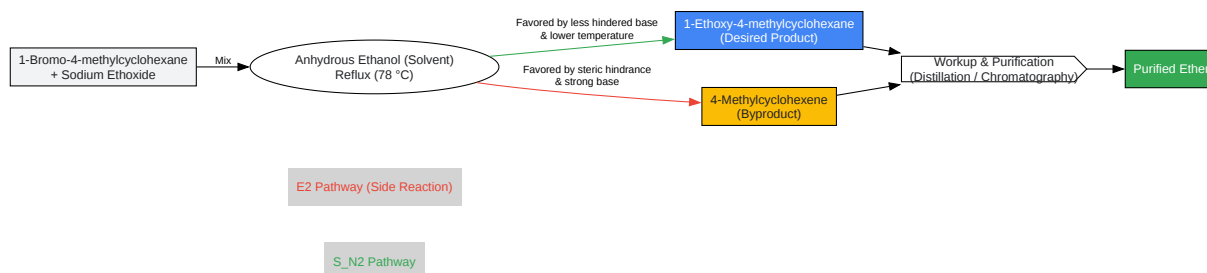 1-Bromo-4-methylcyclohexane
+ Sodium Ethoxide
Mix
Anhydrous Ethanol (Solvent)
Reflux (78 °C)
Favored by less hindered base
& lower temperature
Favored by steric hindrance
& strong base
1-Ethoxy-4-methylcyclohexane
(Desired Product)
4-Methylcyclohexene
(Byproduct)
Workup & Purification
(Distillation / Chromatography)
Purified Ether
E2 Pathway (Side Reaction)
S_N2 Pathway